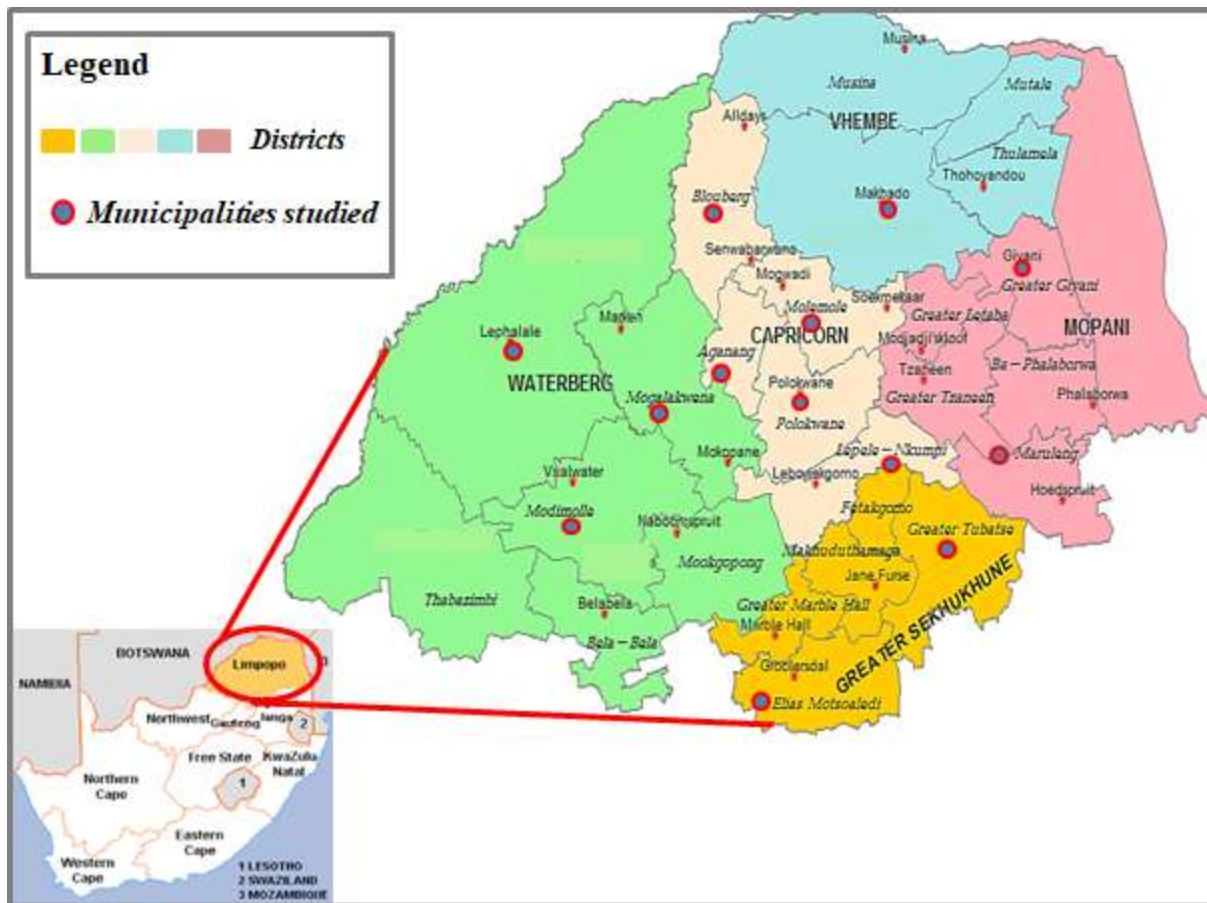 Legend
Districts
Municipalities studied
Musina
Musina
Mutale
Alldays
VHEMBE
Thulamela
Thohoyandou
Blouberg
Makhado
Senwabarwana
Giyani
Mogwadi
Greater Giyani
Molemole
Soekmekaar
Greater Letaba
Marken
Lephalale
CAPRICORN
MOPANI
Modjadjiskloof
Aganang
Ba-Phalaborwa
WATERBERG
Polokwane
Tzaneen
Greater Tzaneen
Phalaborwa
Mogalakwena
Polokwane
Mokopane
Lepele-Nkumpi
Maruleng
Vaalwater
Lebowakgomo
Hoedspruit
Modimolle
Naboomspruit
Fetakgomo
Greater Tubatse
Mookgopong
Makhuduthamaga
s
Jane Furse
Thabazimbi
Belabela
Greater Marble Hall
Marble Hall
Bela-Bela
GREATER SEKHUKHUNE
Groblersdal
Elias Motsoaledi
BOTSWANA
Limpopo
3
NAMIBIA
Northwest
Gauteng
langa
2
Free State
KwaZulu
Natal
1
Northern
Cape
Eastern
Cape
Western
Cape
1 LESOTHO
2 SWAZILAND
3 MOZAMBIQUE